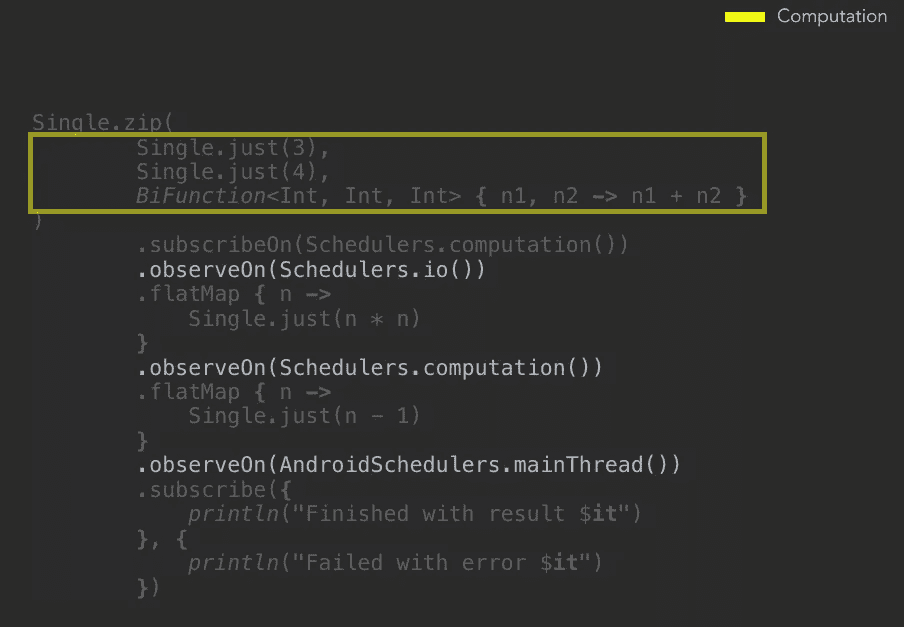 Computation
Single.zip(
Single.just(3),
Single.just(4),
BiFunction<Int, Int, Int> { n1, n2 -> n1 + n2 }
)
.subscribeOn(Schedulers.computation())
.observeOn(Schedulers.io())
.flatMap { n ->
Single.just(n * n)
}
.observeOn(Schedulers.computation())
.flatMap { n ->
Single.just(n - 1)
}
.observeOn(AndroidSchedulers.mainThread())
.subscribe({
println("Finished with result $it")
}, {
println("Failed with error $it")
})